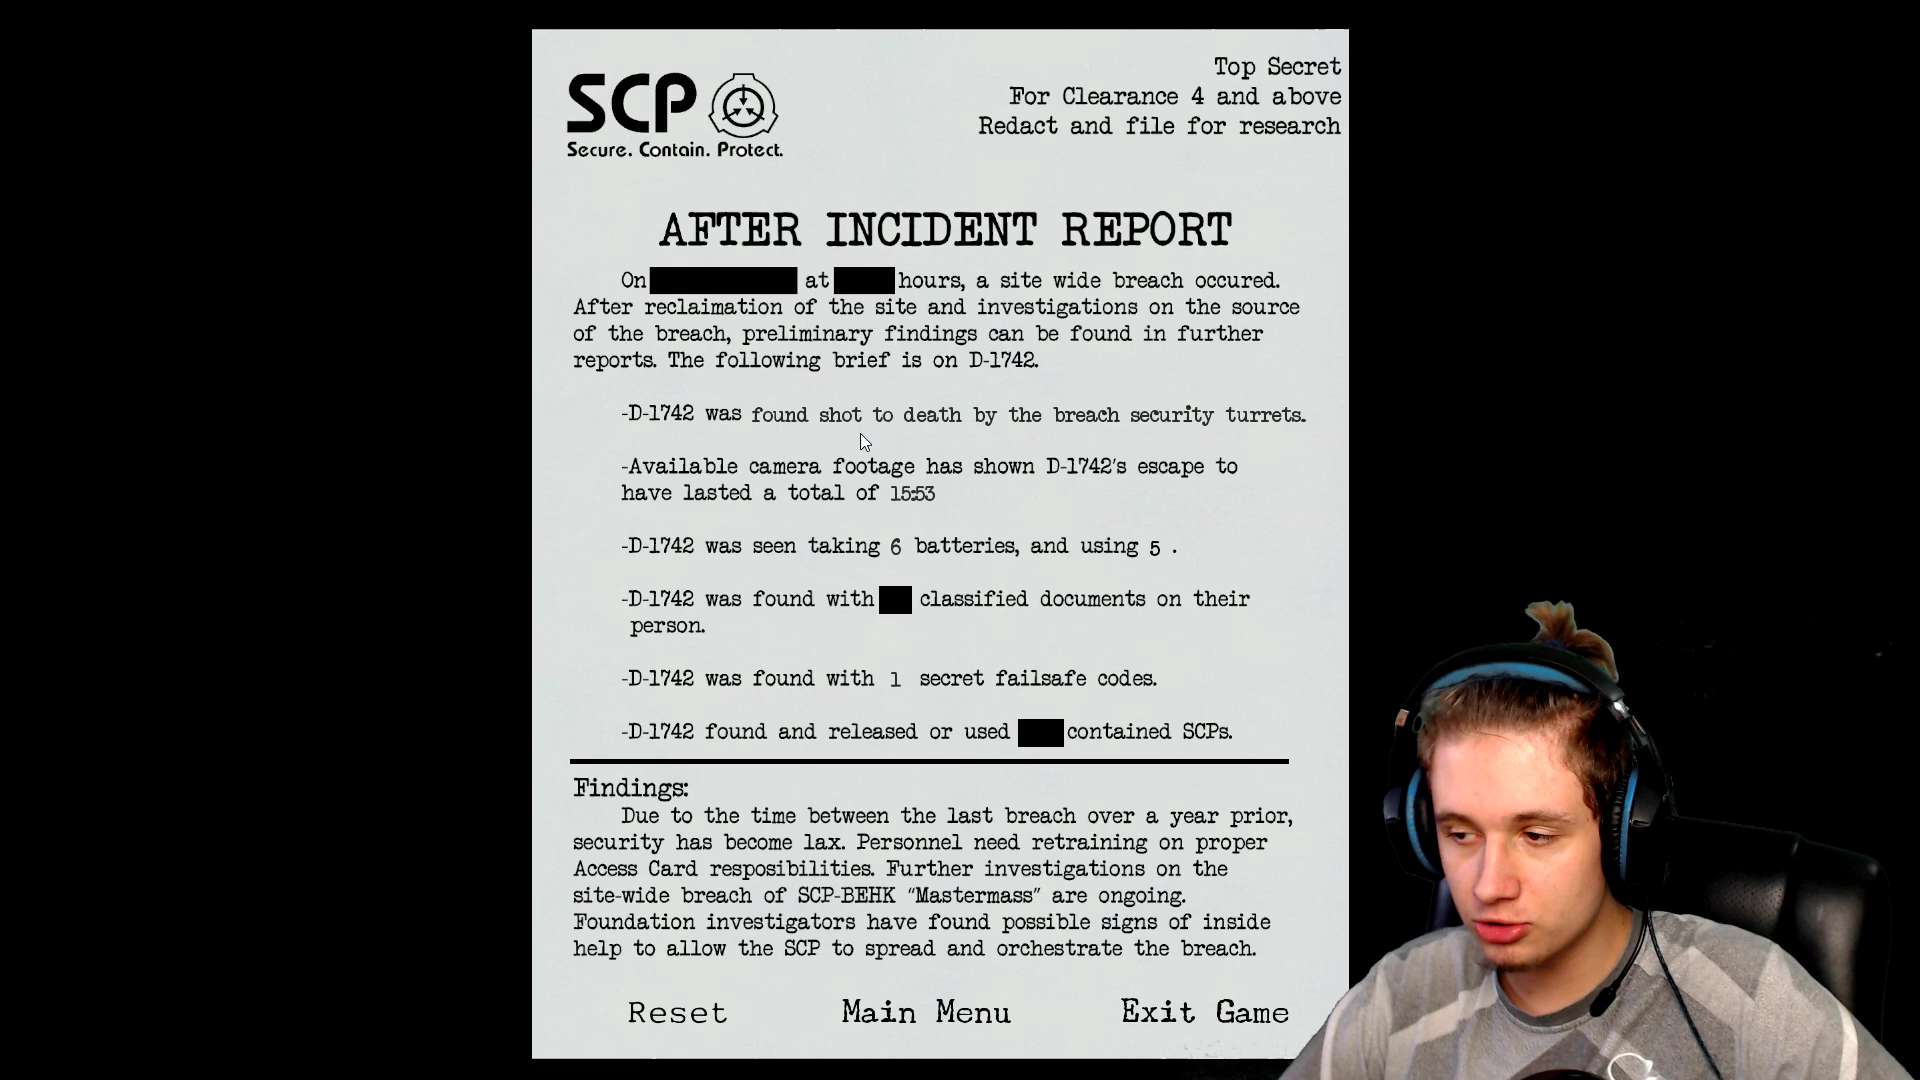 SCP
Secure. Contain. Protect.
Top Secret
For Clearance 4 and above
Redact and file for research
AFTER INCIDENT REPORT
On at hours, a site wide breach occured.
After reclaimation of the site and investigations on the source
of the breach, preliminary findings can be found in further
reports. The following brief is on D-1742.
-D-1742 was found shot to death by the breach security turrets.
-Available camera footage has shown D-1742's escape to
have lasted a total of 15:53
-D-1742 was seen taking 6 batteries, and using 5 .
-D-1742 was found with classified documents on their
person.
-D-1742 was found with 1 secret failsafe codes.
-D-1742 found and released or used contained SCPs.
Findings:
Due to the time between the last breach over a year prior,
security has become lax. Personnel need retraining on proper
Access Card resposibilities. Further investigations on the
site-wide breach of SCP-BEHK "Mastermass" are ongoing.
Foundation investigators have found possible signs of inside
help to allow the SCP to spread and orchestrate the breach.
Reset Main Menu Exit Game